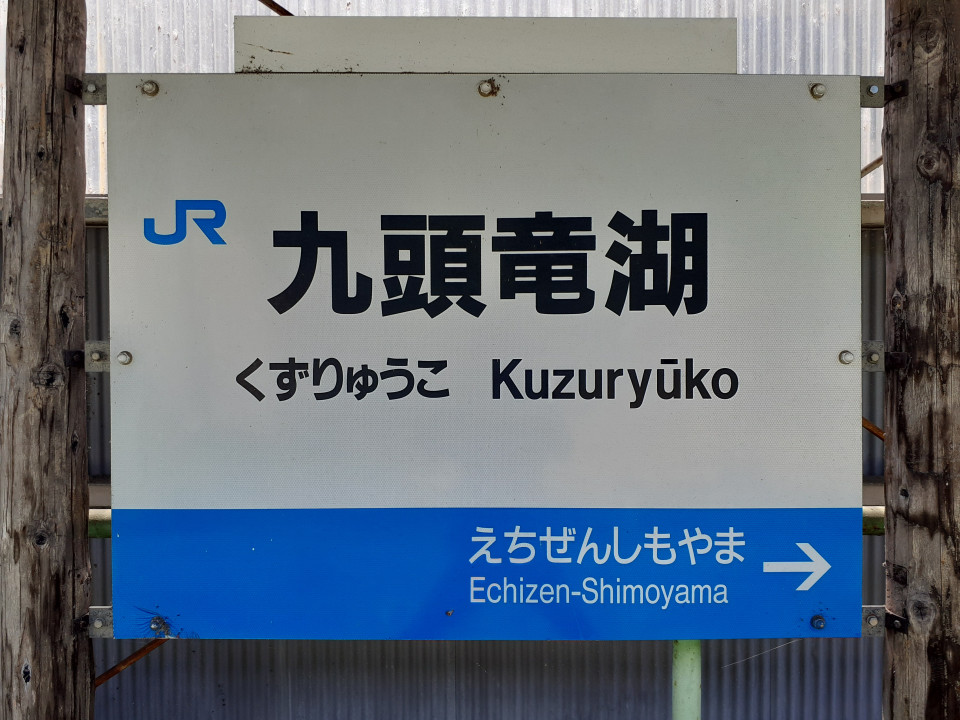 JR 九頭竜湖
くずりゅうこ Kuzuryūko
えちぜんしもやま →
Echizen-Shimoyama